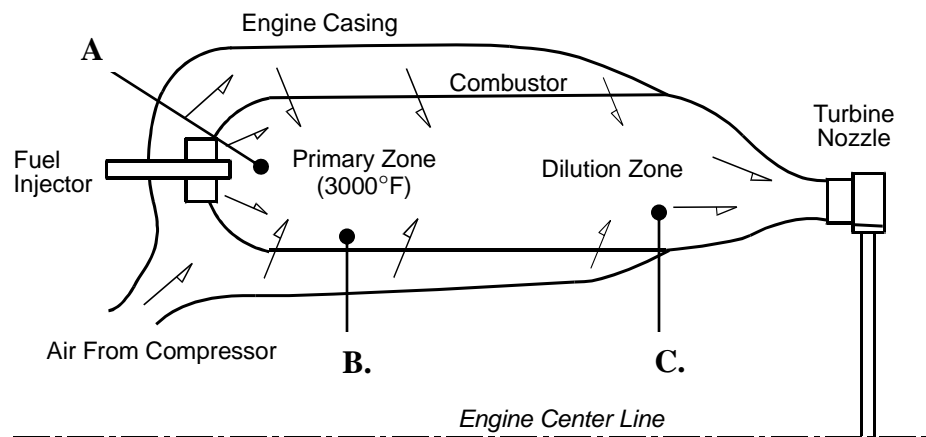 Engine Casing
A
Combustor
Turbine
Nozzle
Fuel
Injector
Primary Zone
(3000°F)
Dilution Zone
Air From Compressor
B.
C.
Engine Center Line